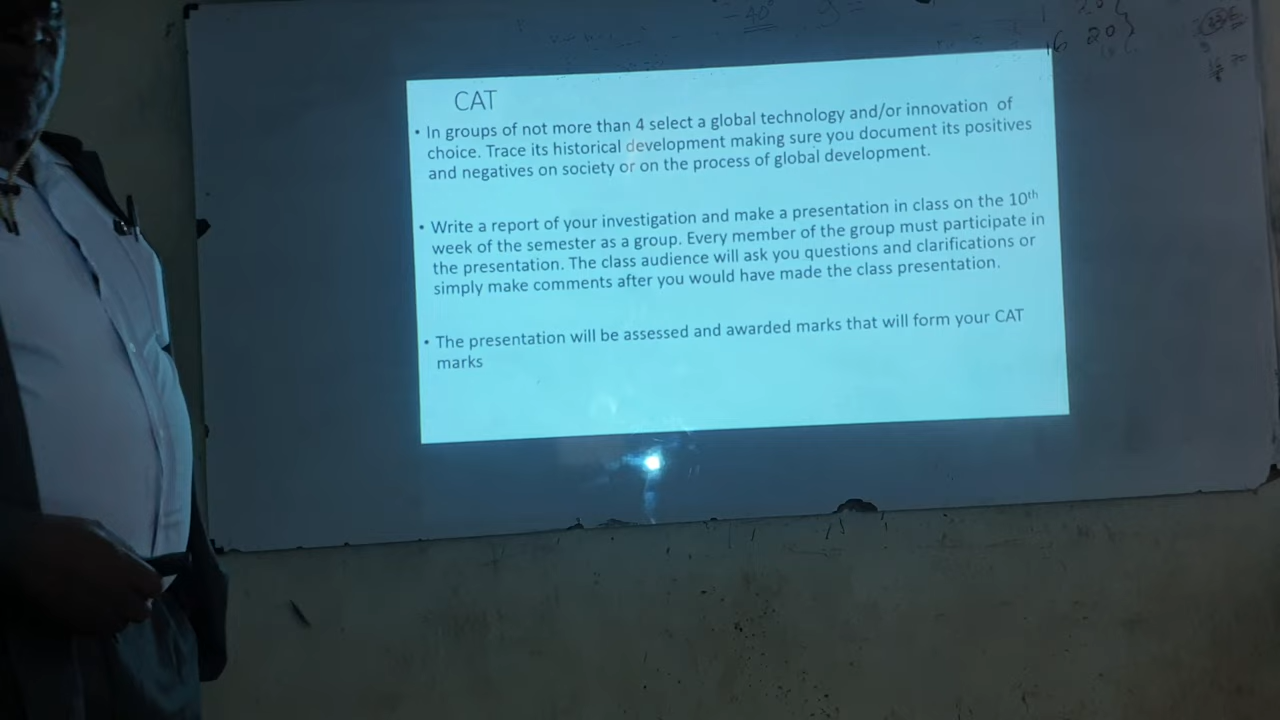 -40°
20
16 20
CAT
• In groups of not more than 4 select a global technology and/or innovation of
choice. Trace its historical development making sure you document its positives
and negatives on society or on the process of global development.
• Write a report of your investigation and make a presentation in class on the 10th
week of the semester as a group. Every member of the group must participate in
the presentation. The class audience will ask you questions and clarifications or
simply make comments after you would have made the class presentation.
• The presentation will be assessed and awarded marks that will form your CAT
marks